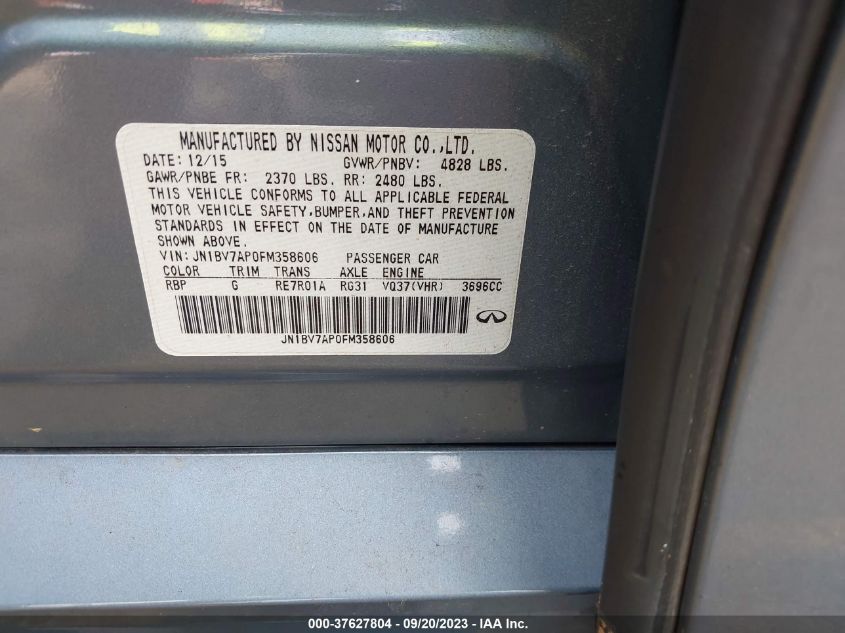 MANUFACTURED BY NISSAN MOTOR CO.,LTD.
DATE: 12/15 GVWR/PNBV: 4828 LBS.
GAWR/PNBE FR: 2370 LBS. RR: 2480 LBS.
THIS VEHICLE CONFORMS TO ALL APPLICABLE FEDERAL
MOTOR VEHICLE SAFETY,BUMPER,AND THEFT PREVENTION
STANDARDS IN EFFECT ON THE DATE OF MANUFACTURE
SHOWN ABOVE.
VIN: JN1BV7AP0FM358606 PASSENGER CAR
COLOR TRIM TRANS AXLE ENGINE
RBP G RE7R01A RG31 VQ37(VHR) 3696CC
JN1BV7AP0FM358606
000-37627804 - 09/20/2023 - IAA Inc.